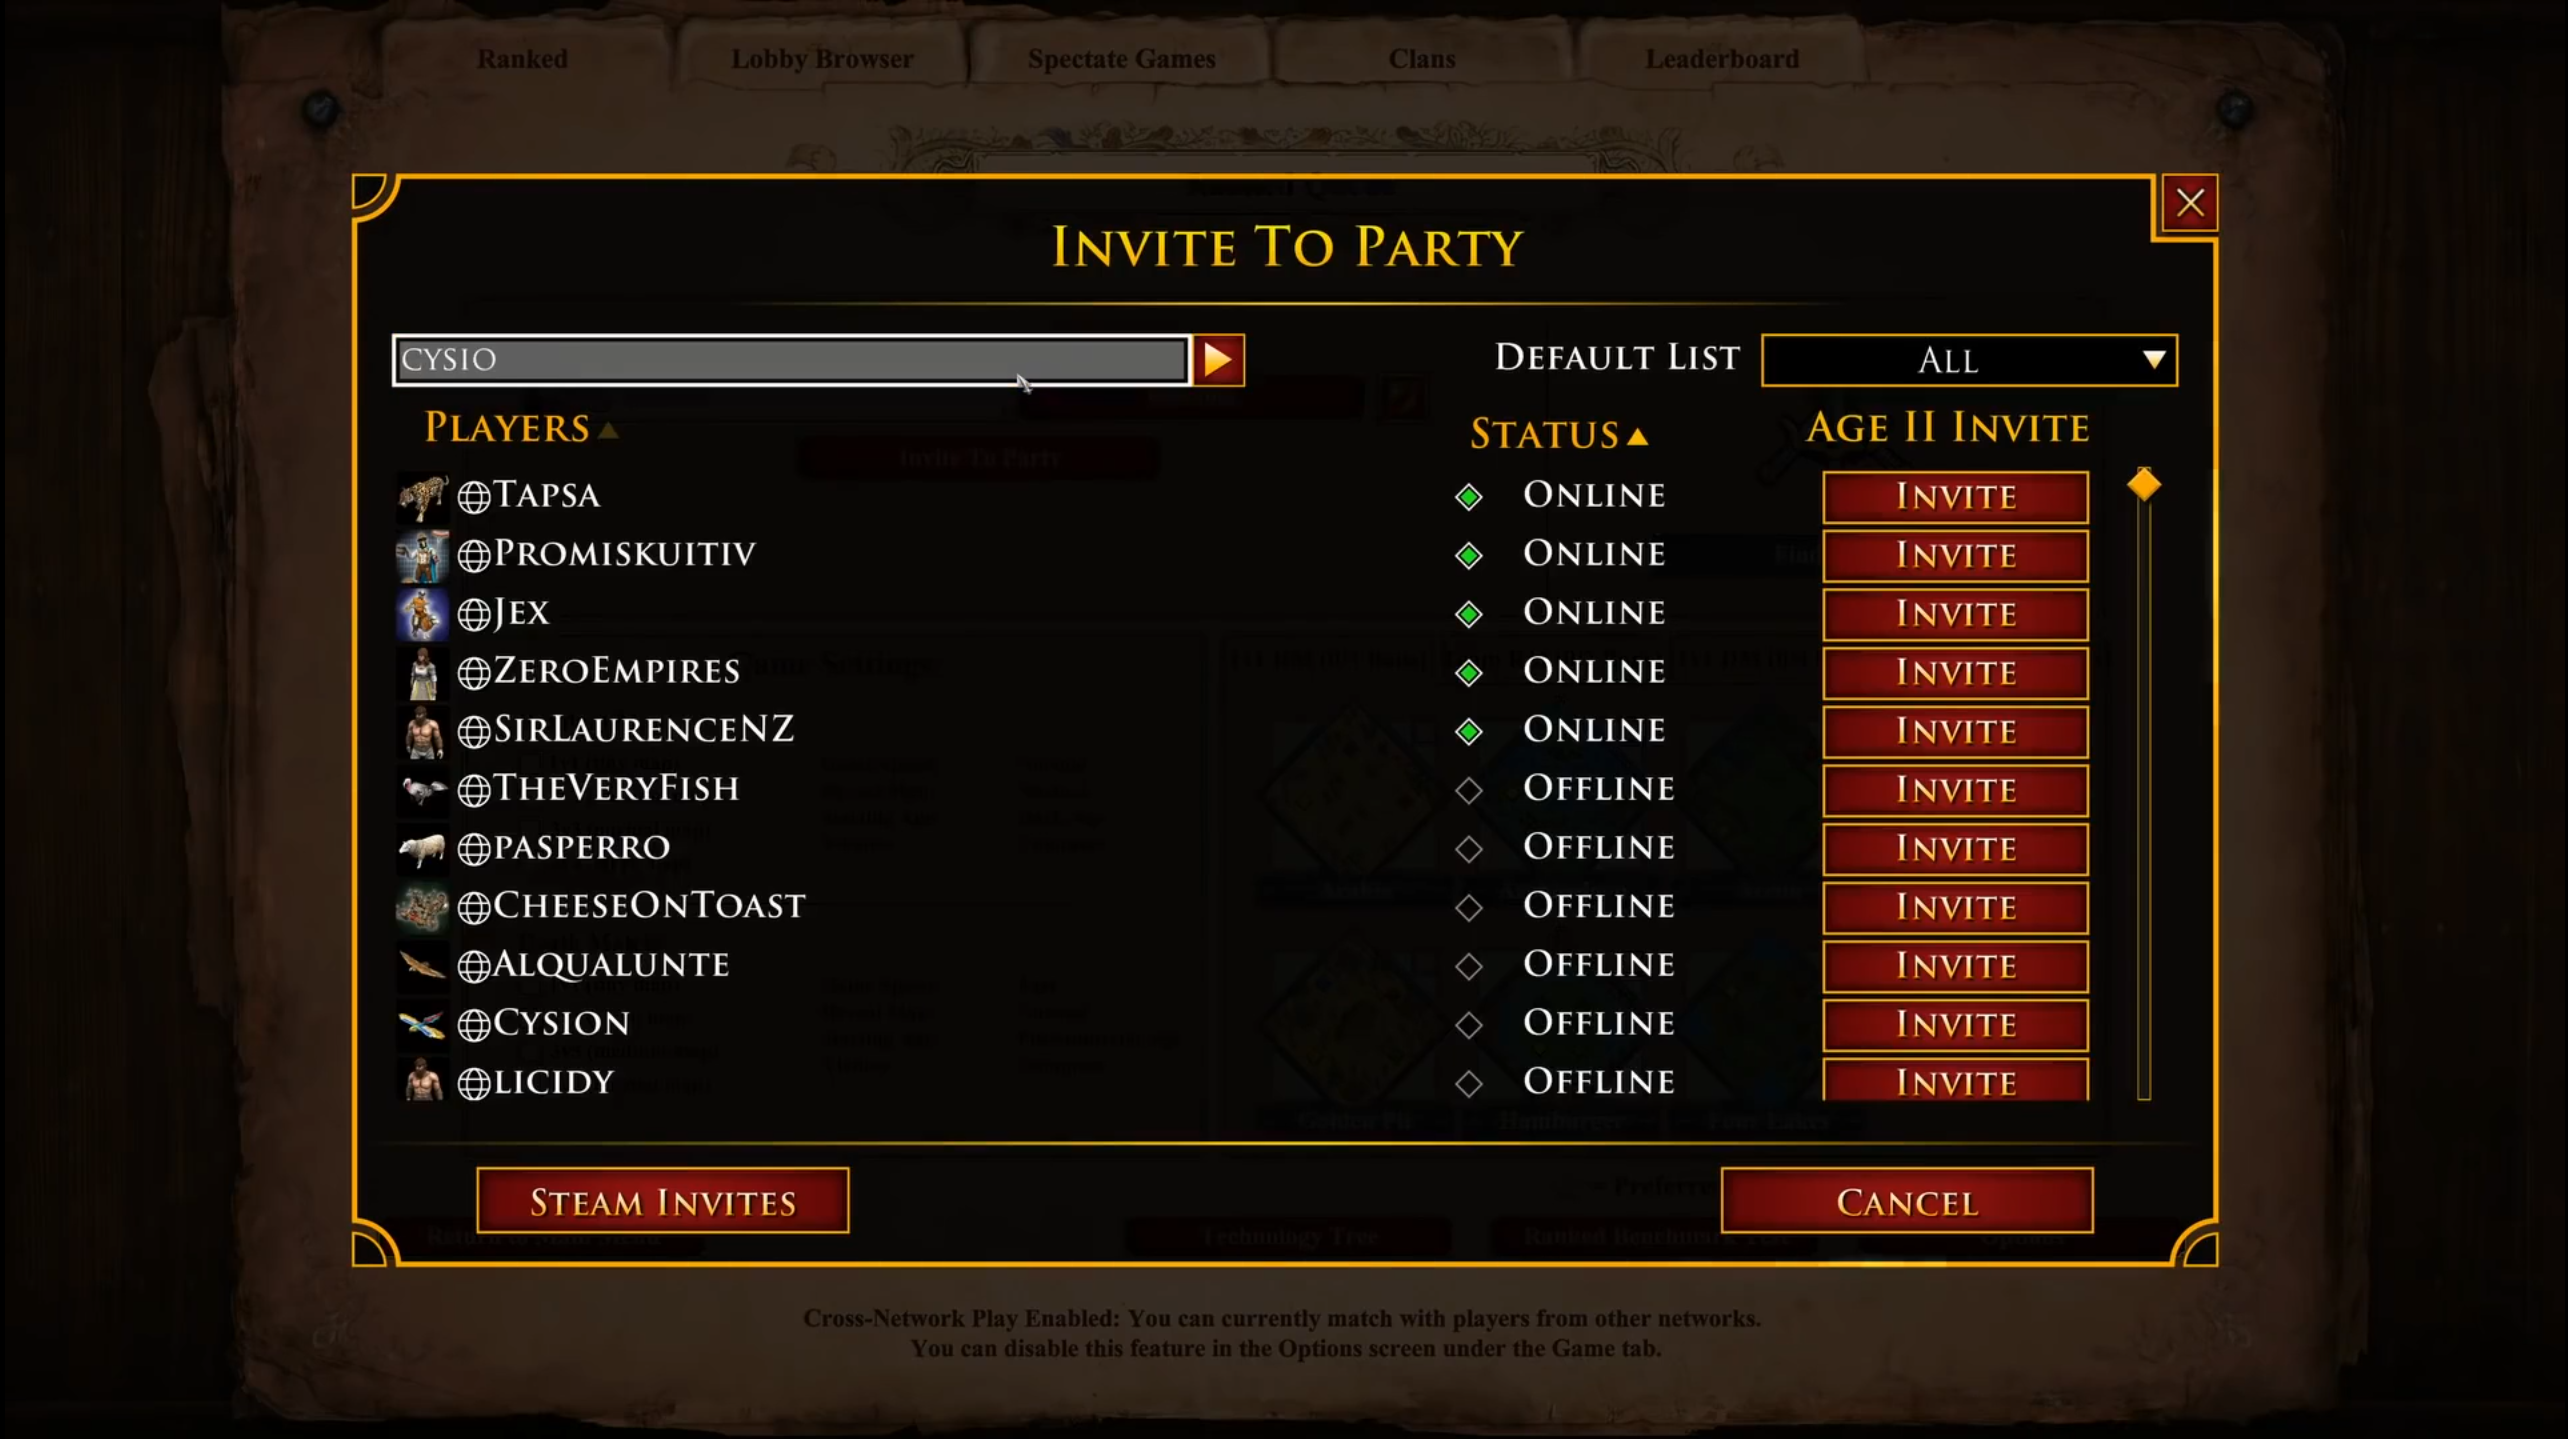 Ranked
Lobby Browser
Spectate Games
Clans
Leaderboard
Invite To Party
CYSIO
Default List
All
Players
Status
Age II Invite
Tapsa
Online
Invite
Promiskuitiv
Online
Invite
Jex
Online
Invite
ZeroEmpires
Online
Invite
SirLaurenceNZ
Online
Invite
TheVeryFish
Offline
Invite
pasperro
Offline
Invite
CheeseOnToast
Offline
Invite
Alqualunte
Offline
Invite
Cysion
Offline
Invite
licidy
Offline
Invite
Steam Invites
Cancel
Technology Tree
Cross-Network Play Enabled: You can currently match with players from other networks.
You can disable this feature in the Options screen under the Game tab.